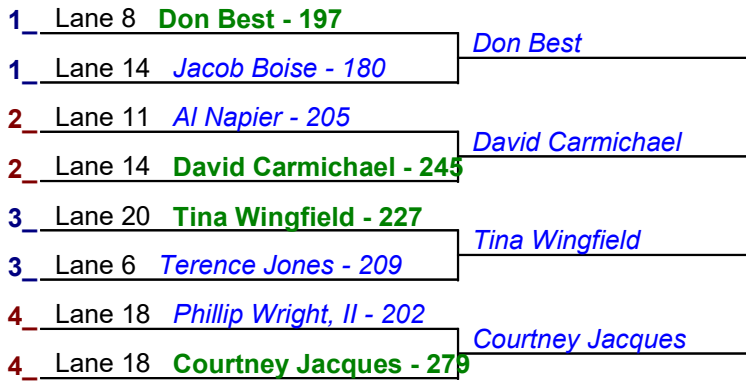 1_ Lane 8 Don Best - 197
Don Best
1_ Lane 14 Jacob Boise - 180
2_ Lane 11 Al Napier - 205
David Carmichael
2_ Lane 14 David Carmichael - 245
3_ Lane 20 Tina Wingfield - 227
Tina Wingfield
3_ Lane 6 Terence Jones - 209
4_ Lane 18 Phillip Wright, II - 202
Courtney Jacques
4_ Lane 18 Courtney Jacques - 279